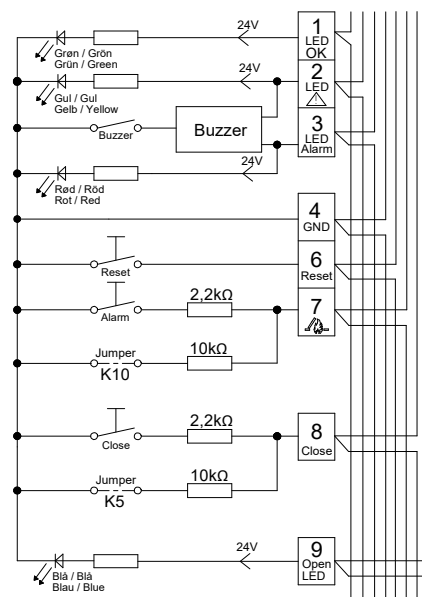 24V
1
LED
OK
Grøn / Grön
Grün / Green
24V
2
LED
Gul / Gul
Gelb / Yellow
Buzzer
Buzzer
3
LED
Alarm
24V
Rød / Röd
Rot / Red
4
GND
6
Reset
Reset
2,2kΩ
7
Alarm
Jumper
K10
10kΩ
2,2kΩ
8
Close
Close
Jumper
K5
10kΩ
24V
9
Open
LED
Blå / Blå
Blau / Blue